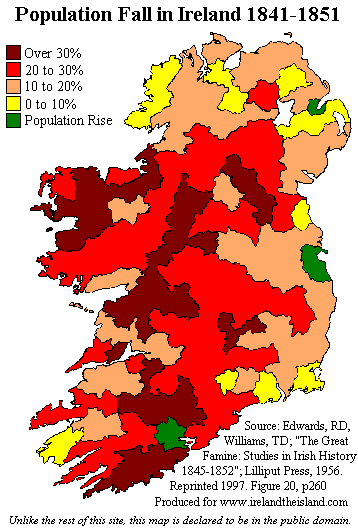 Population Fall in Ireland 1841-1851
Over 30%
20 to 30%
10 to 20%
0 to 10%
Population Rise
Source: Edwards, RD,
Williams, TD; "The Great
Famine: Studies in Irish History
1845-1852"; Lilliput Press, 1956.
Reprinted 1997. Figure 20, p260
Produced for www.irelandtheisland.com
Unlike the rest of this site, this map is declared to be in the public domain.